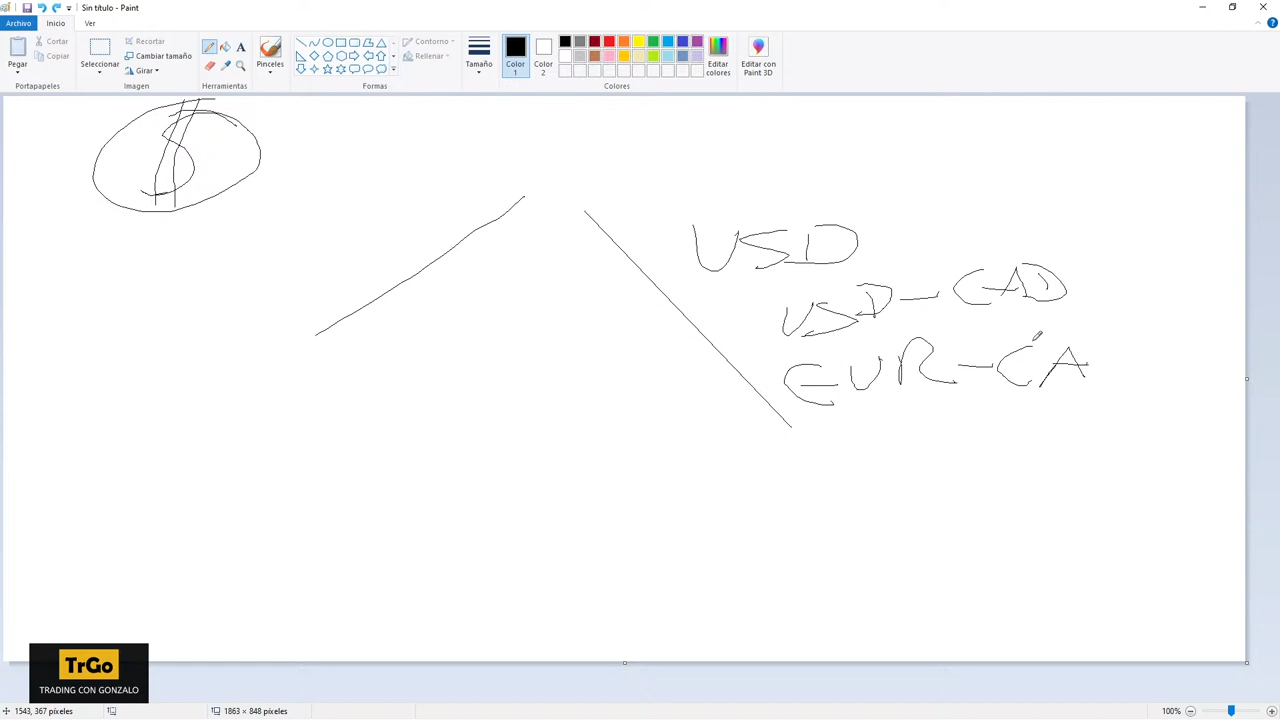 Sin título - Paint
Archivo Inicio Ver
Pegar
Cortar
Copiar
Portapapeles
Seleccionar
Recortar
Cambiar tamaño
Girar
Imagen
A
Herramientas
Pinceles
Contorno
Rellenar
Formas
Tamaño
Color 1
Color 2
Editar colores
Colores
Editar con Paint 3D
$
USD
USD - CAD
EUR - CA
TrGo
TRADING CON GONZALO
1543, 367 píxeles
1863 × 848 píxeles
100%